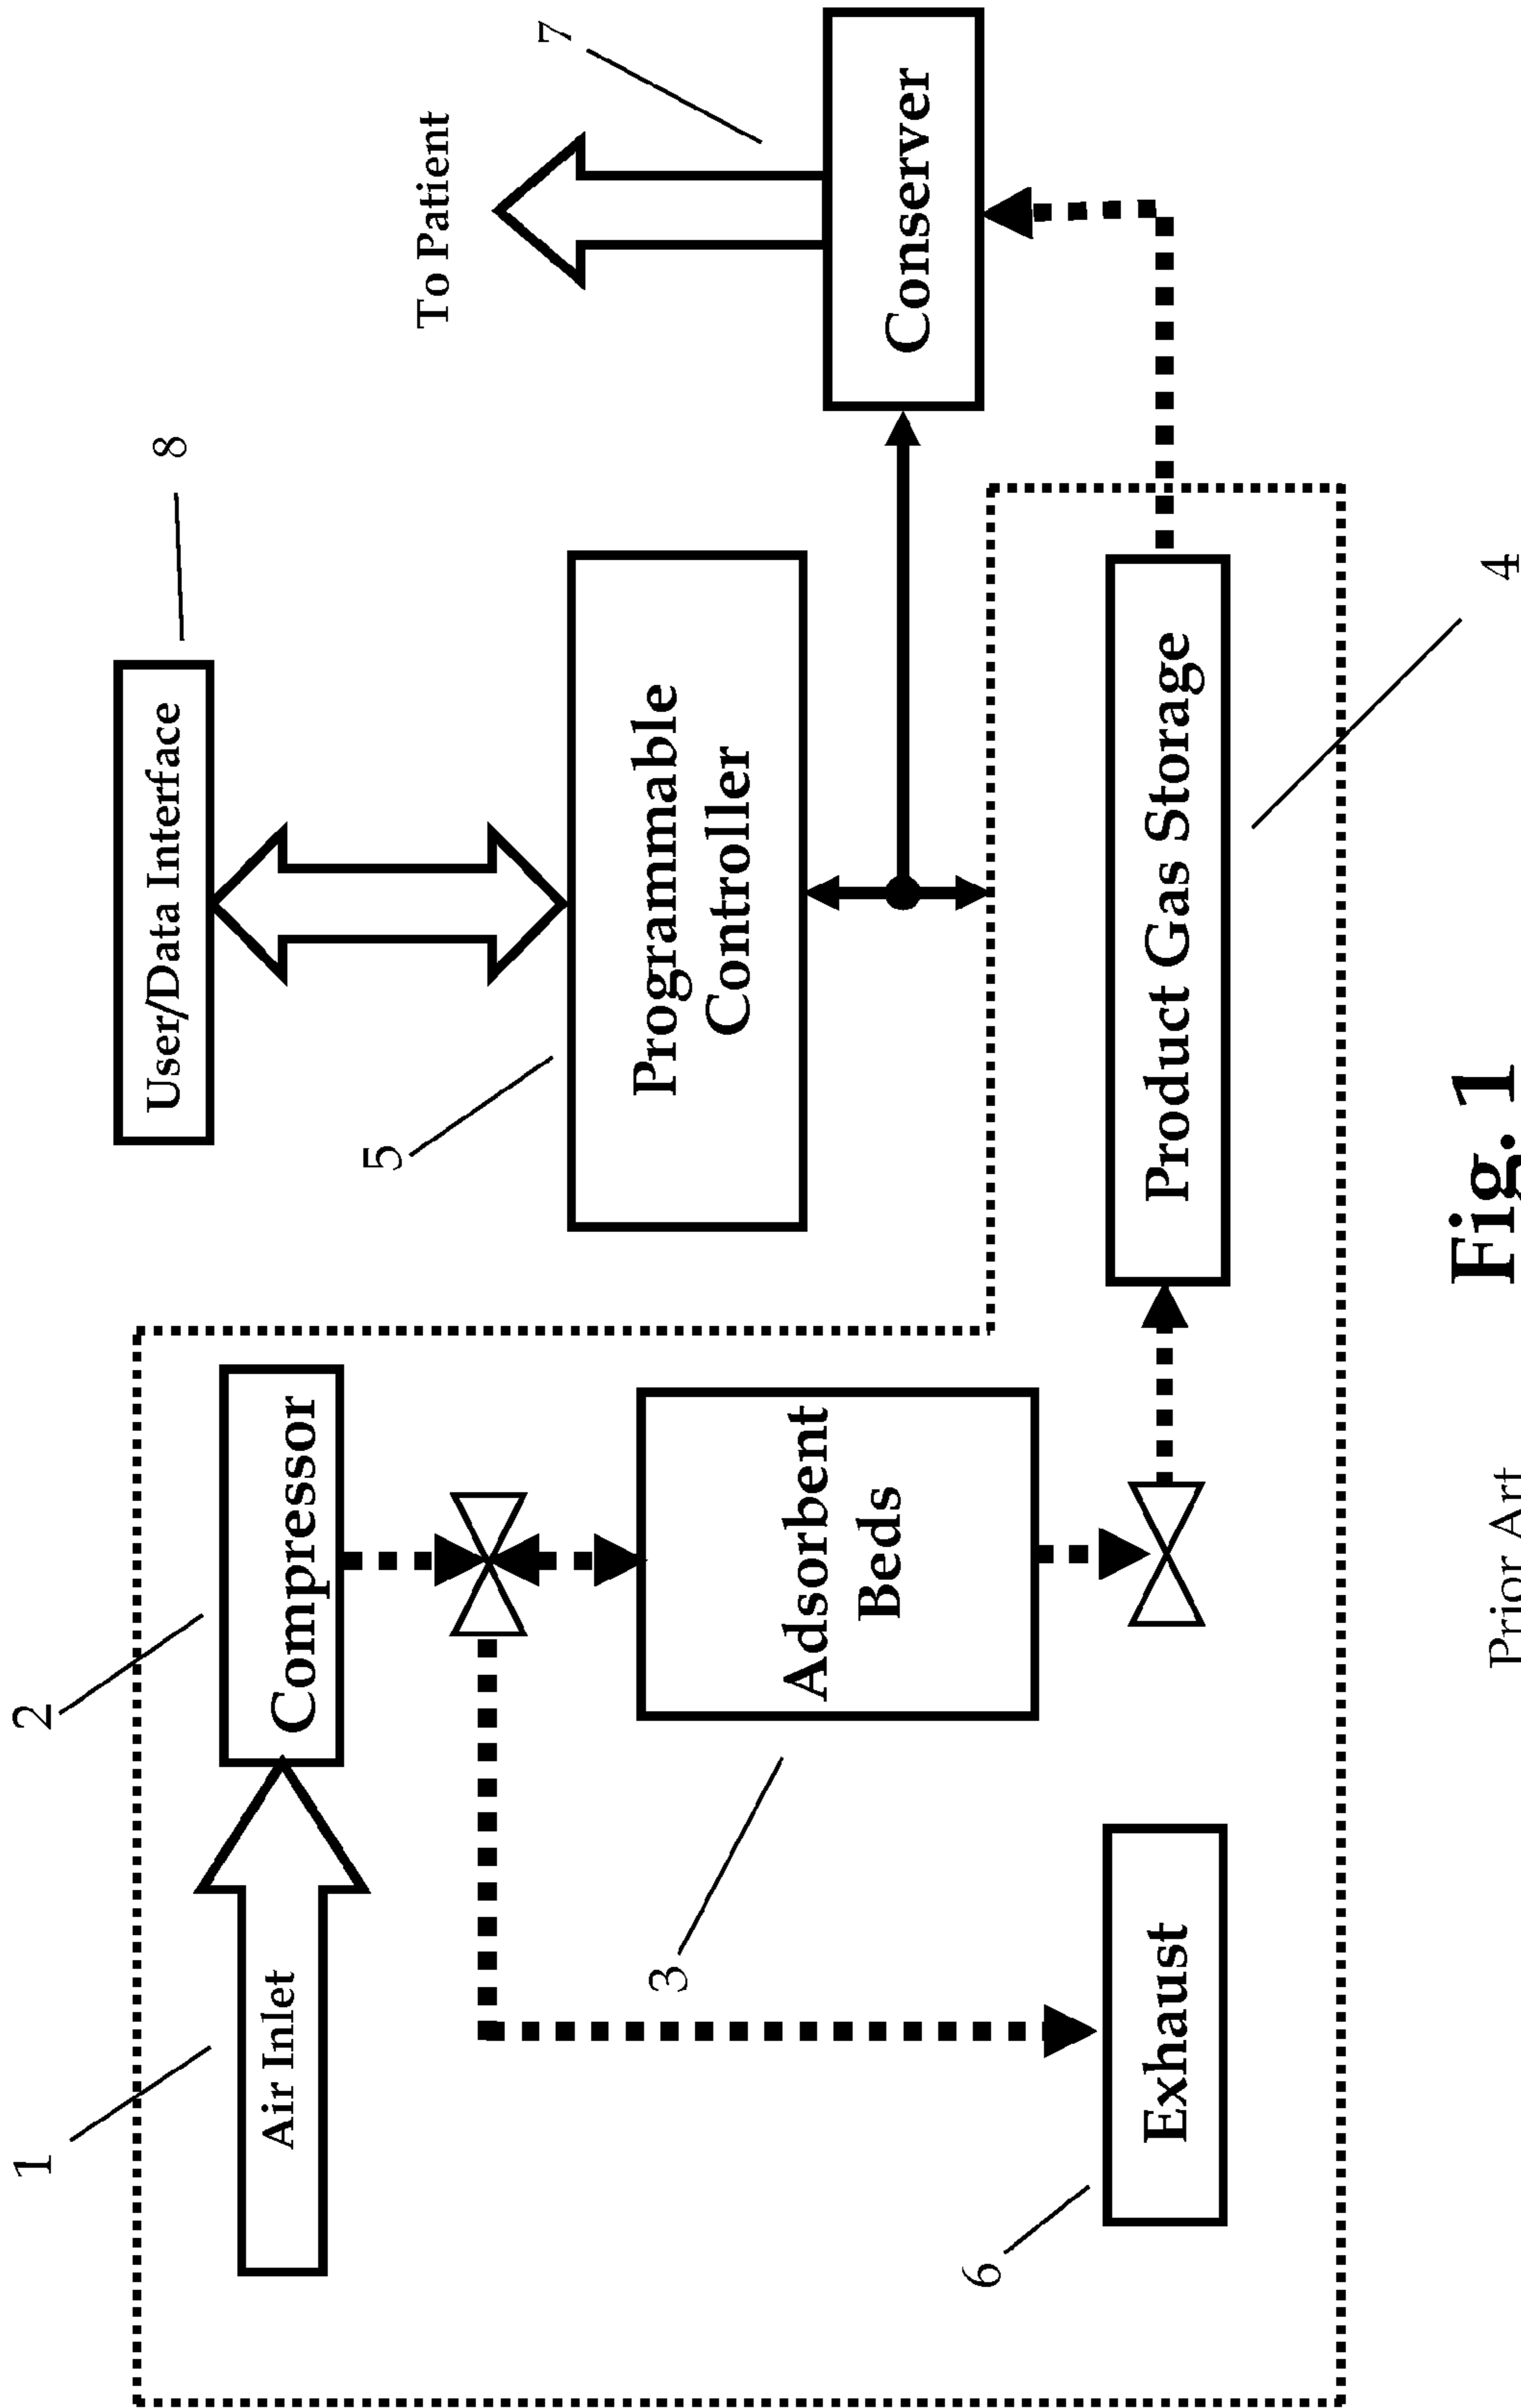 1
2
Air Inlet
Compressor
User/Data Interface
8
To Patient
7
5
Programmable
Controller
Conserver
3
Adsorbent
Beds
6
Exhaust
Product Gas Storage
4
Prior Art
Fig. 1